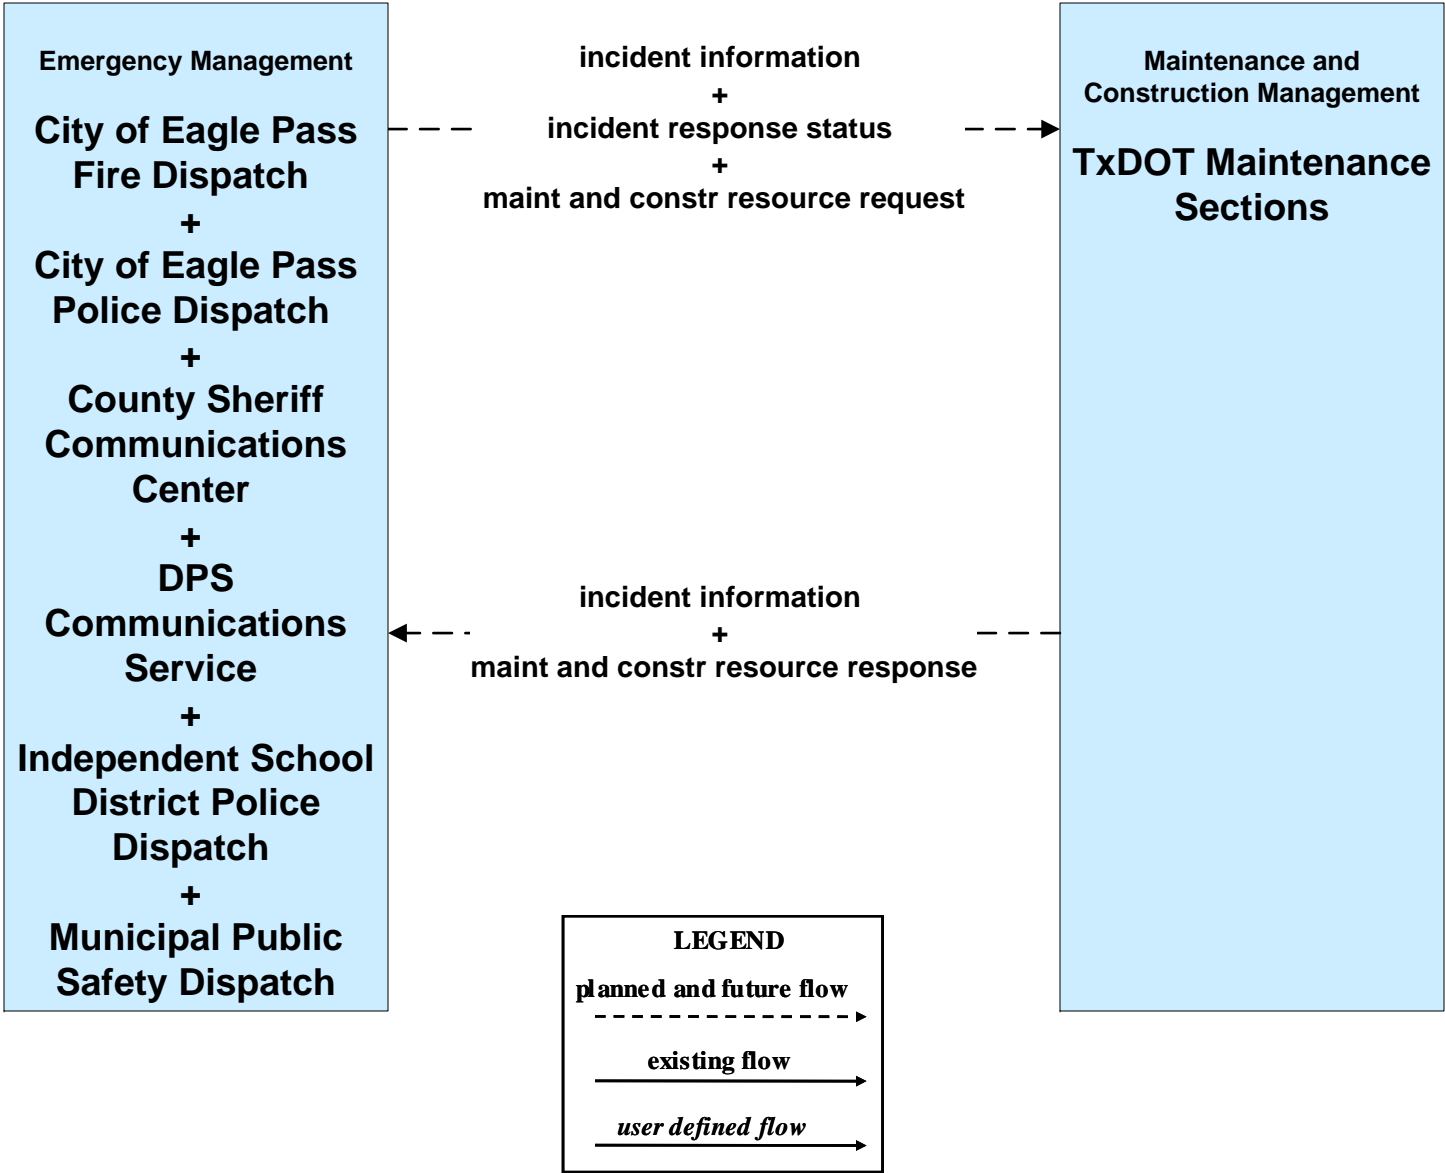 Emergency Management
City of Eagle Pass
Fire Dispatch
+
City of Eagle Pass
Police Dispatch
+
County Sheriff
Communications
Center
+
DPS
Communications
Service
+
Independent School
District Police
Dispatch
+
Municipal Public
Safety Dispatch
incident information
+
incident response status
+
maint and constr resource request
incident information
+
maint and constr resource response
Maintenance and
Construction Management
TxDOT Maintenance
Sections
LEGEND
planned and future flow
existing flow
user defined flow